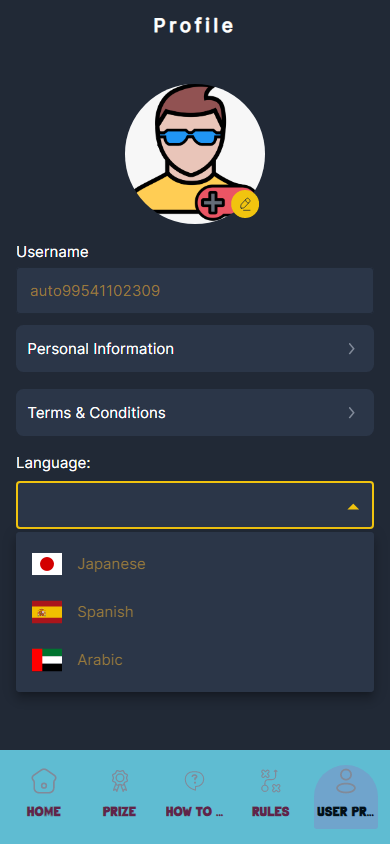 Profile
Username
auto99541102309
Personal Information
Terms & Conditions
Language:
Japanese
Spanish
Arabic
HOME
PRIZE
HOW TO ...
RULES
USER PR...